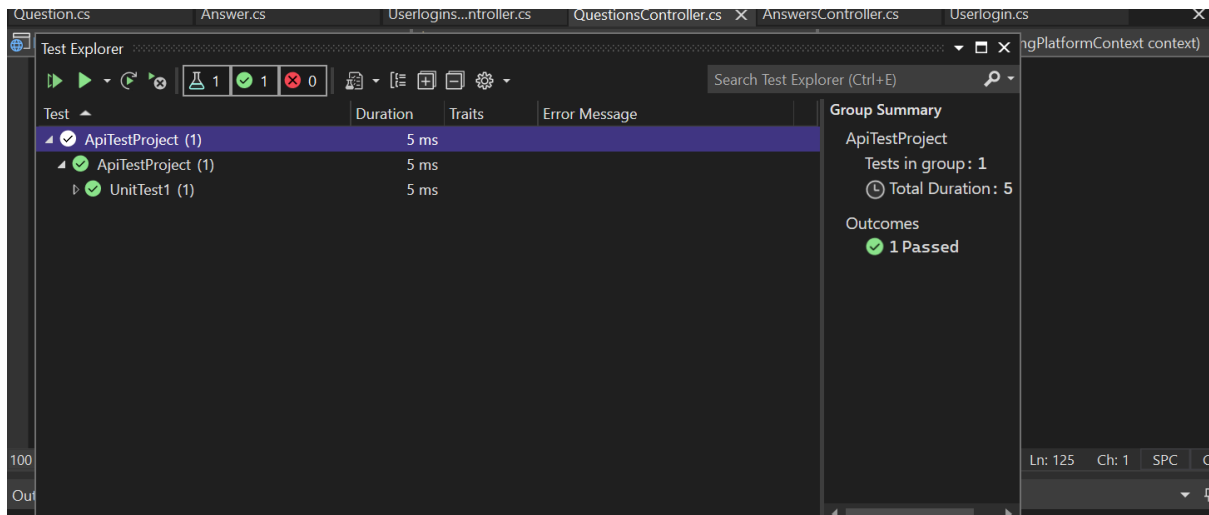 Question.cs Answer.cs Userlogins...ntroller.cs QuestionsController.cs AnswersController.cs Userlogin.cs
Test Explorer
ngPlatformContext context)
1 1 0
Search Test Explorer (Ctrl+E)
Test Duration Traits Error Message
ApiTestProject (1) 5 ms
ApiTestProject (1) 5 ms
UnitTest1 (1) 5 ms
Group Summary
ApiTestProject
Tests in group: 1
Total Duration: 5
Outcomes
1 Passed
100
Ln: 125 Ch: 1 SPC
Out